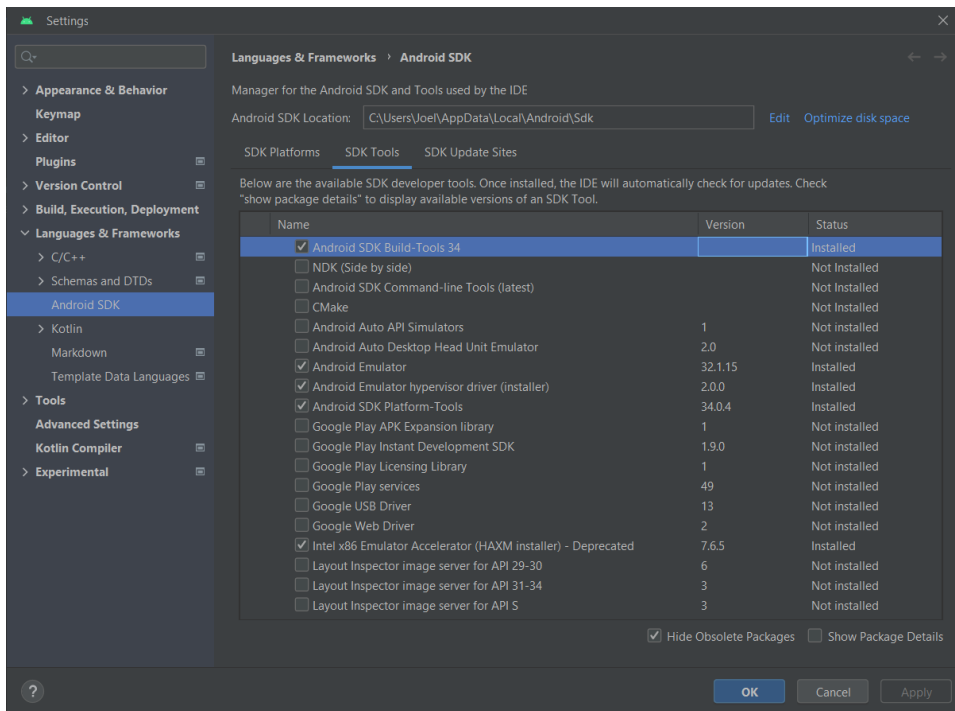 Settings
Languages & Frameworks › Android SDK
Appearance & Behavior
Keymap
Editor
Plugins
Version Control
Build, Execution, Deployment
Languages & Frameworks
C/C++
Schemas and DTDs
Android SDK
Kotlin
Markdown
Template Data Languages
Tools
Advanced Settings
Kotlin Compiler
Experimental
Manager for the Android SDK and Tools used by the IDE
Android SDK Location: C:\Users\Joel\AppData\Local\Android\Sdk Edit Optimize disk space
SDK Platforms SDK Tools SDK Update Sites
Below are the available SDK developer tools. Once installed, the IDE will automatically check for updates. Check
"show package details" to display available versions of an SDK Tool.
Name Version Status
Android SDK Build-Tools 34 Installed
NDK (Side by side) Not Installed
Android SDK Command-line Tools (latest) Not Installed
CMake Not Installed
Android Auto API Simulators 1 Not installed
Android Auto Desktop Head Unit Emulator 2.0 Not installed
Android Emulator 32.1.15 Installed
Android Emulator hypervisor driver (installer) 2.0.0 Installed
Android SDK Platform-Tools 34.0.4 Installed
Google Play APK Expansion library 1 Not installed
Google Play Instant Development SDK 1.9.0 Not installed
Google Play Licensing Library 1 Not installed
Google Play services 49 Not installed
Google USB Driver 13 Not installed
Google Web Driver 2 Not installed
Intel x86 Emulator Accelerator (HAXM installer) - Deprecated 7.6.5 Installed
Layout Inspector image server for API 29-30 6 Not installed
Layout Inspector image server for API 31-34 3 Not installed
Layout Inspector image server for API S 3 Not installed
Hide Obsolete Packages Show Package Details
? OK Cancel Apply